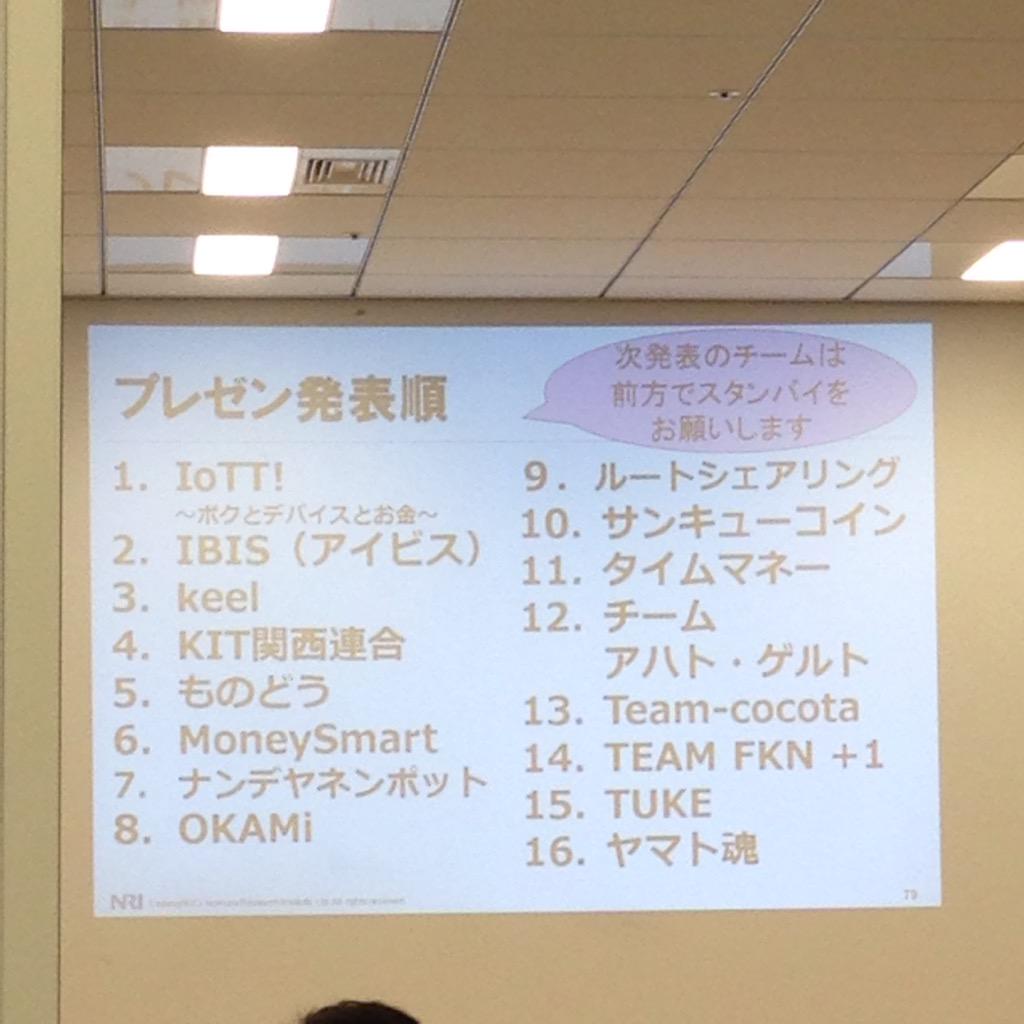 プレゼン発表順
次発表のチームは
前方でスタンバイを
お願いします
1. IoTT!
～ボクとデバイスとお金～
2. IBIS（アイビス）
3. keel
4. KIT関西連合
5. ものどう
6. MoneySmart
7. ナンデヤネンポット
8. OKAMi
9. ルートシェアリング
10. サンキューコイン
11. タイムマネー
12. チーム
アハト・ゲルト
13. Team-cocota
14. TEAM FKN +1
15. TUKE
16. ヤマト魂
NRI
79